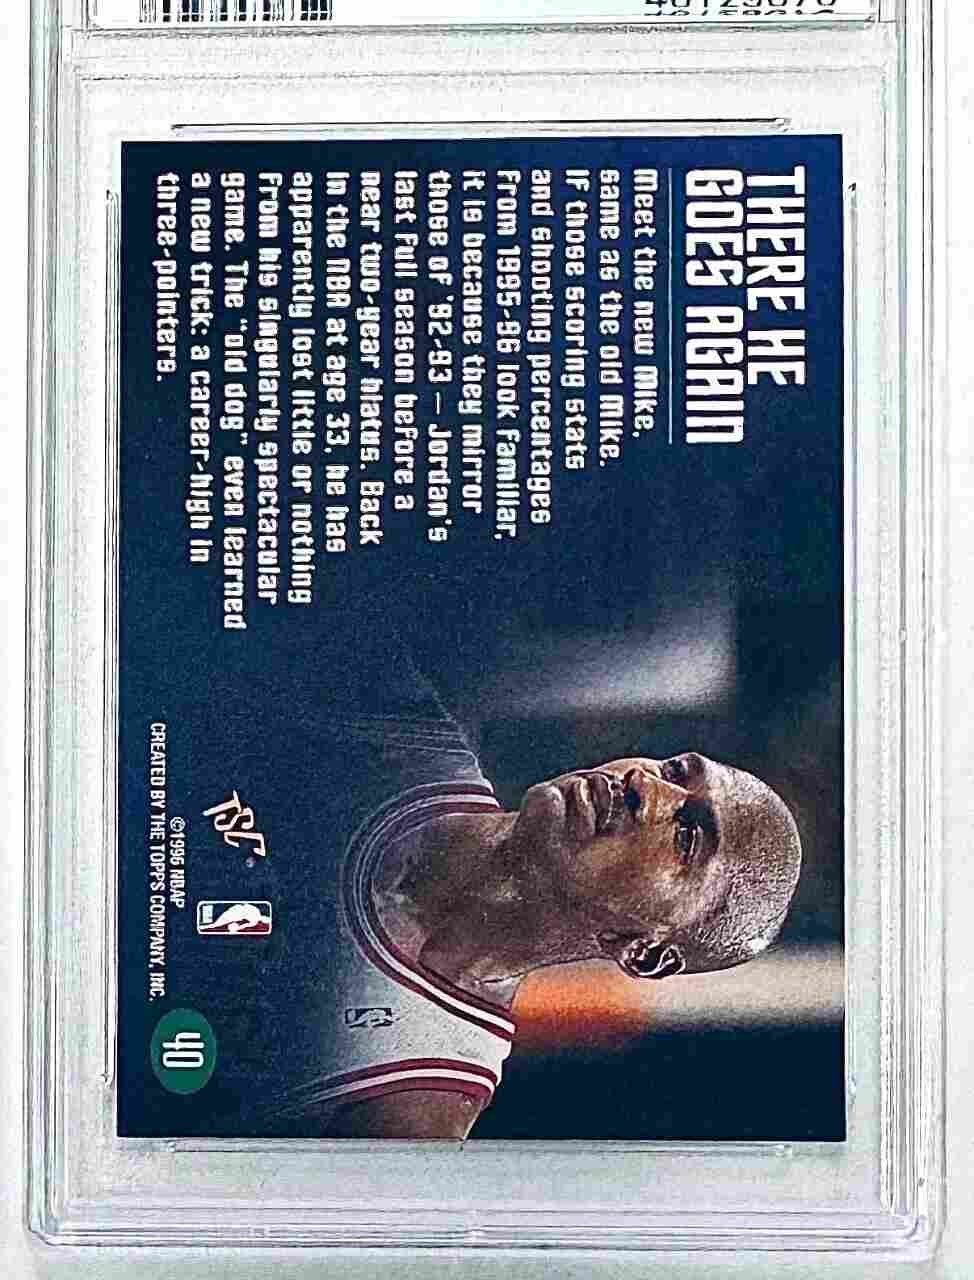 THERE HE
GOES AGAIN
Meet the new Mike,
same as the old Mike.
If those scoring stats
and shooting percentages
From 1995-96 look familiar,
it is because they mirror
those of '92-93 – Jordan's
last full season before a
near two-year hiatus. Back
in the NBA at age 33, he has
apparently lost little or nothing
from his singularly spectacular
game. The "old dog" even learned
a new trick: a career-high in
three-pointers.
TSC®
©1996 NBAP
CREATED BY THE TOPPS COMPANY, INC.
40